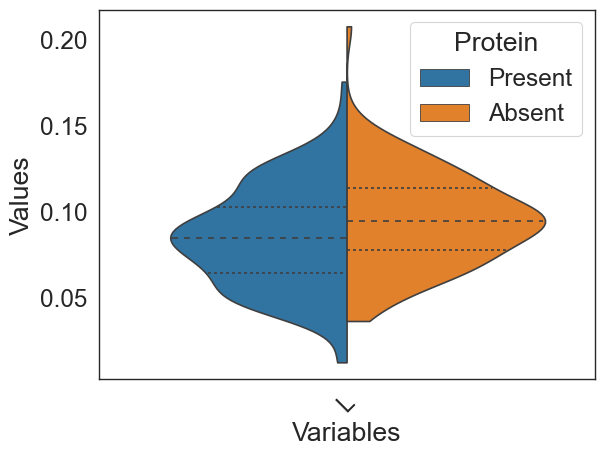 0.20
0.15
0.10
0.05
Values
Variables
Protein
Present
Absent